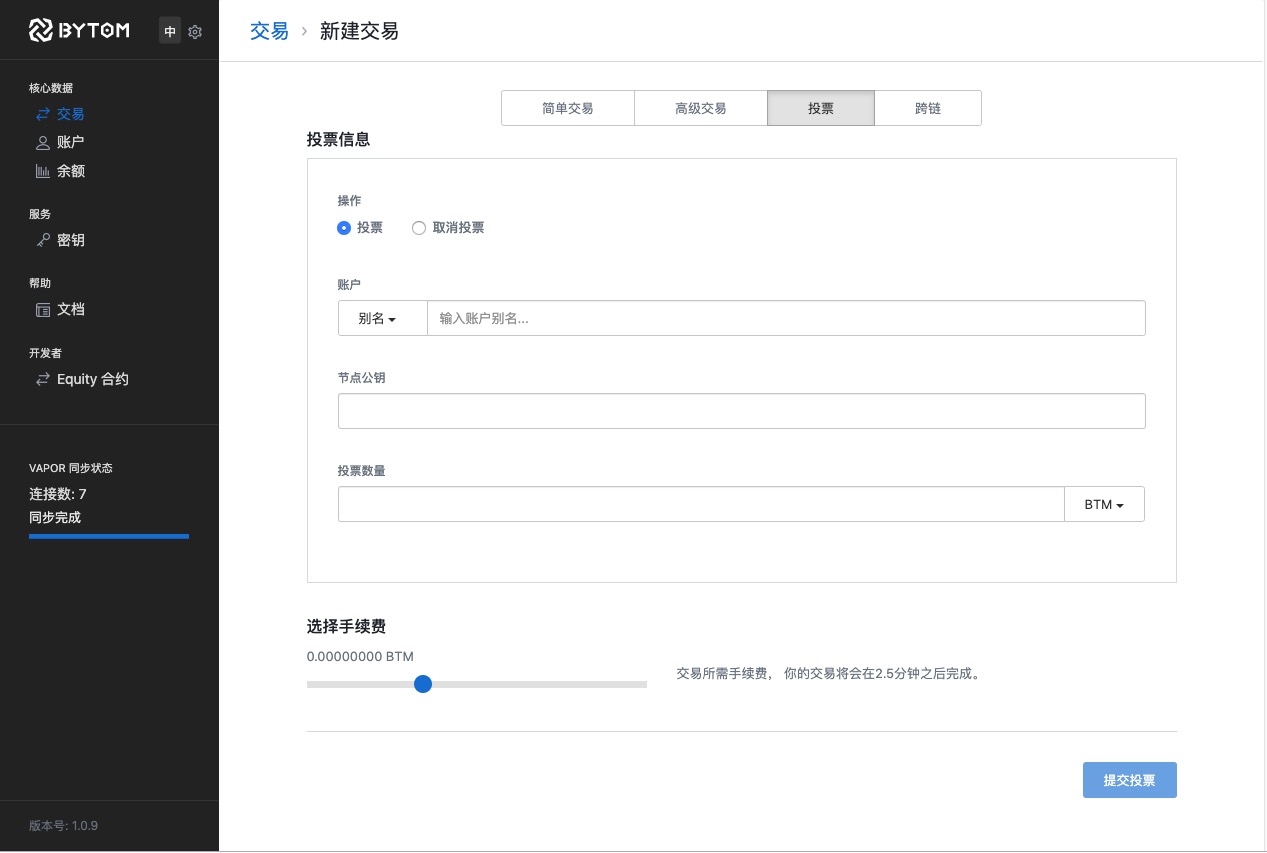 BYTOM
中
核心数据
交易
账户
余额
服务
密钥
帮助
文档
开发者
Equity 合约
VAPOR 同步状态
连接数: 7
同步完成
版本号: 1.0.9
交易 › 新建交易
简单交易 高级交易 投票 跨链
投票信息
操作
投票 取消投票
账户
别名 输入账户别名...
节点公钥
投票数量
BTM
选择手续费
0.00000000 BTM
交易所需手续费， 你的交易将会在2.5分钟之后完成。
提交投票